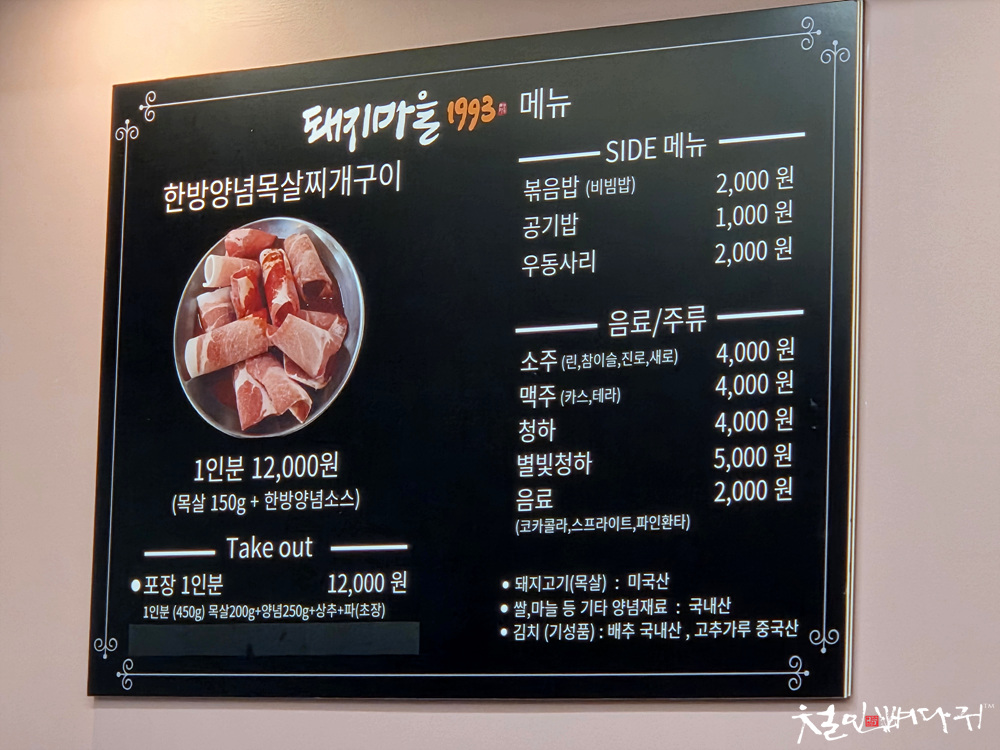 돼지마을 1993 메뉴
한방양념목살찌개구이
1인분 12,000원
(목살 150g + 한방양념소스)
Take out
●포장 1인분 12,000 원
1인분 (450g) 목살200g+양념250g+상추+파(초장)
SIDE 메뉴
볶음밥 (비빔밥) 2,000 원
공기밥 1,000 원
우동사리 2,000 원
음료/주류
소주 (린,참이슬,진로,새로) 4,000 원
맥주 (카스,테라) 4,000 원
청하 4,000 원
별빛청하 5,000 원
음료 2,000 원
(코카콜라,스프라이트,파인환타)
• 돼지고기(목살) : 미국산
• 쌀,마늘 등 기타 양념재료 : 국내산
• 김치 (기성품) : 배추 국내산 , 고추가루 중국산
철인뼈다귀™